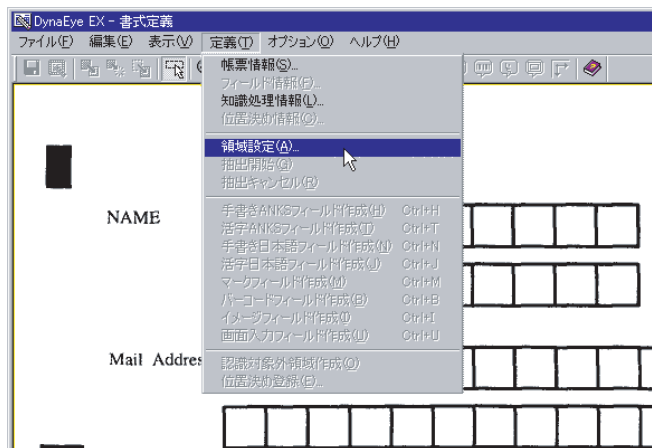 DynaEye EX - 書式定義
ファイル(F) 編集(E) 表示(V) 定義(T) オプション(O) ヘルプ(H)
帳票情報(S)...
フィールド情報(F)...
知識処理情報(L)...
位置決め情報(O)...
領域設定(A)...
抽出開始(G)
抽出キャンセル(R)
手書きANKSフィールド作成(H) Ctrl+H
活字ANKSフィールド作成(T) Ctrl+T
手書き日本語フィールド作成(N) Ctrl+N
活字日本語フィールド作成(J) Ctrl+J
マークフィールド作成(M) Ctrl+M
バーコードフィールド作成(B) Ctrl+B
イメージフィールド作成(I) Ctrl+I
画面入力フィールド作成(U) Ctrl+U
認識対象外領域作成(O)
位置決め登録(E)...
NAME
Mail Addres